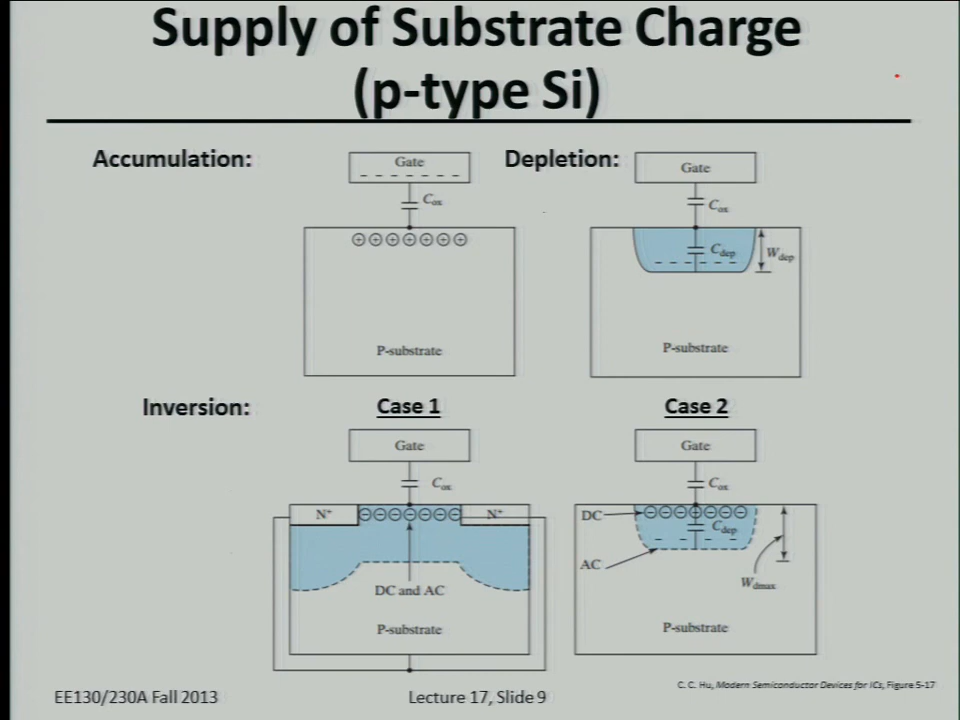 Supply of Substrate Charge
(p-type Si)
Accumulation:
Gate
Cox
P-substrate
Depletion:
Gate
Cox
Cdep
Wdep
P-substrate
Inversion:
Case 1
Gate
Cox
N+
N+
DC and AC
P-substrate
Case 2
Gate
Cox
DC
Cdep
AC
Wdmax
P-substrate
C. C. Hu, Modern Semiconductor Devices for ICs, Figure 5-17
EE130/230A Fall 2013
Lecture 17, Slide 9